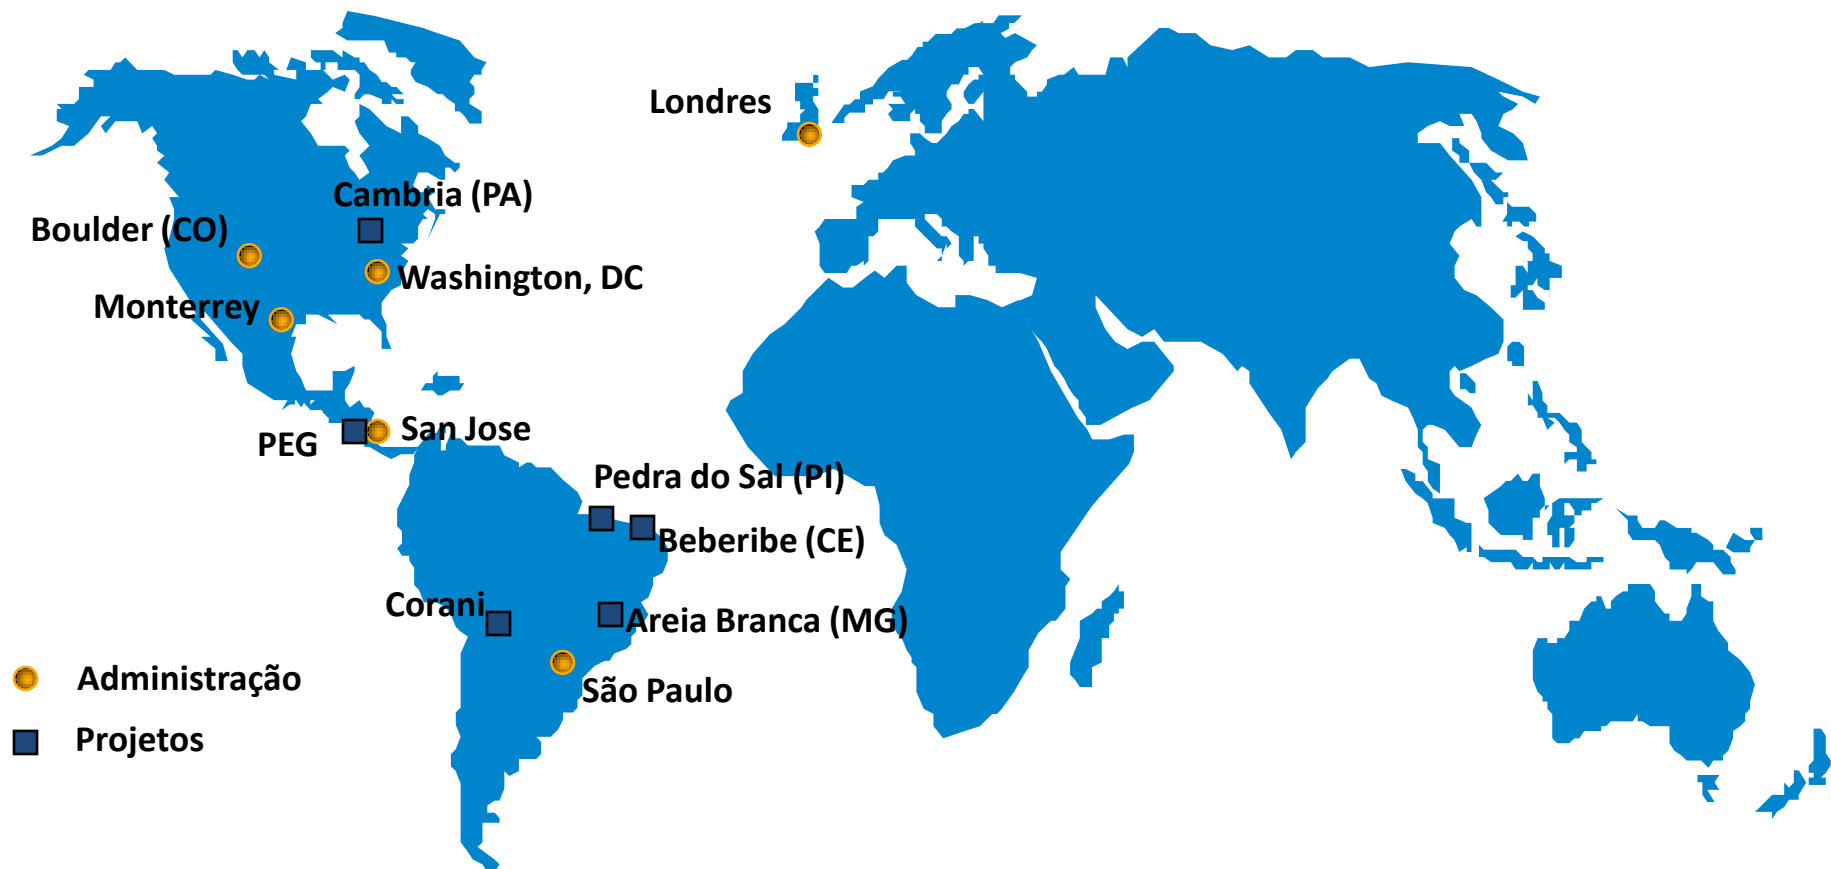 Londres
Cambria (PA)
Boulder (CO)
Washington, DC
Monterrey
San Jose
PEG
Pedra do Sal (PI)
Beberibe (CE)
Corani
Areia Branca (MG)
Administração
São Paulo
Projetos